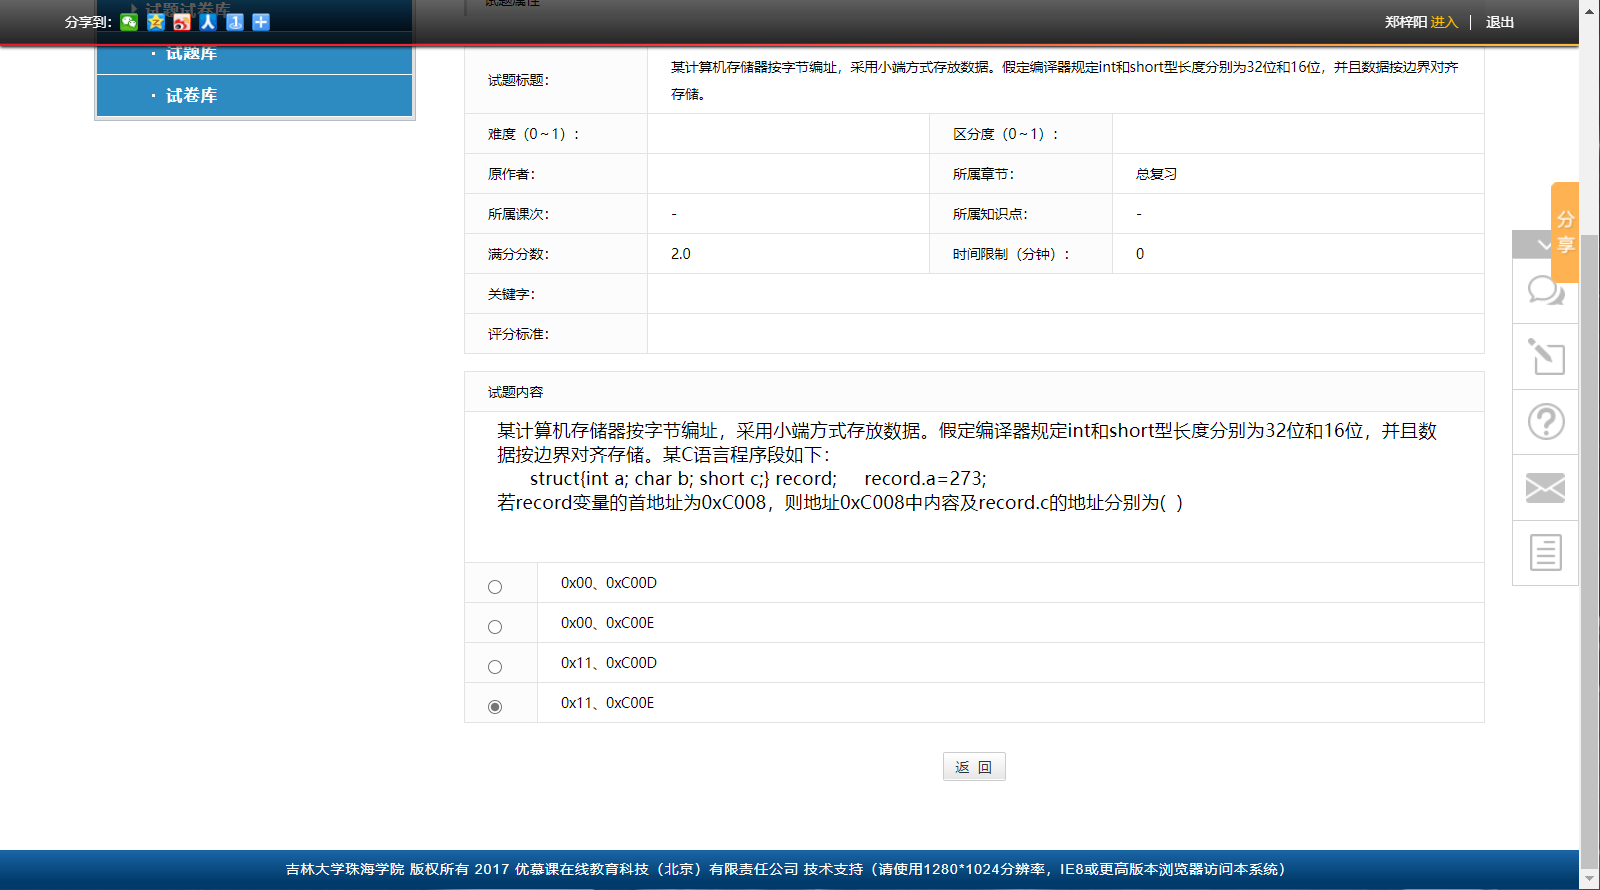 试题试卷库
试题属性
分享到：
郑梓阳 进入 | 退出
· 试题库
· 试卷库
试题标题：
某计算机存储器按字节编址，采用小端方式存放数据。假定编译器规定int和short型长度分别为32位和16位，并且数据按边界对齐
存储。
难度（0～1）：
区分度（0～1）：
原作者：
所属章节：
总复习
所属课次：
-
所属知识点：
-
满分分数：
2.0
时间限制（分钟）：
0
关键字：
评分标准：
试题内容
某计算机存储器按字节编址，采用小端方式存放数据。假定编译器规定int和short型长度分别为32位和16位，并且数
据按边界对齐存储。某C语言程序段如下：
struct{int a; char b; short c;} record; record.a=273;
若record变量的首地址为0xC008，则地址0xC008中内容及record.c的地址分别为( )
0x00、0xC00D
0x00、0xC00E
0x11、0xC00D
0x11、0xC00E
返 回
分
享
吉林大学珠海学院 版权所有 2017 优慕课在线教育科技（北京）有限责任公司 技术支持（请使用1280*1024分辨率，IE8或更高版本浏览器访问本系统）